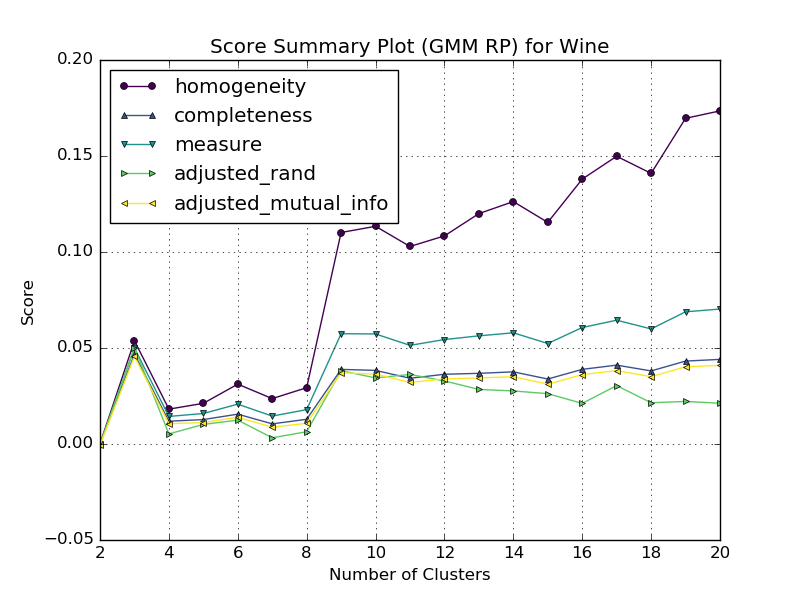 Score Summary Plot (GMM RP) for Wine
0.20
0.15
0.10
0.05
0.00
−0.05
Score
homogeneity
completeness
measure
adjusted_rand
adjusted_mutual_info
2 4 6 8 10 12 14 16 18 20
Number of Clusters